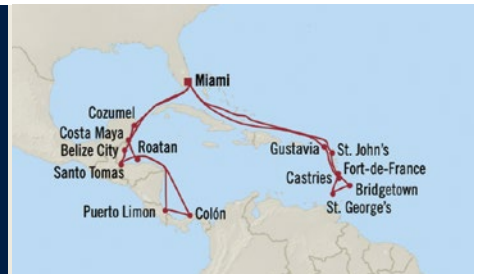 Miami
Cozumel
Costa Maya
Belize City
Roatan
Santo Tomas
Puerto Limon
Colón
Gustavia
St. John's
Fort-de-France
Castries
Bridgetown
St. George's